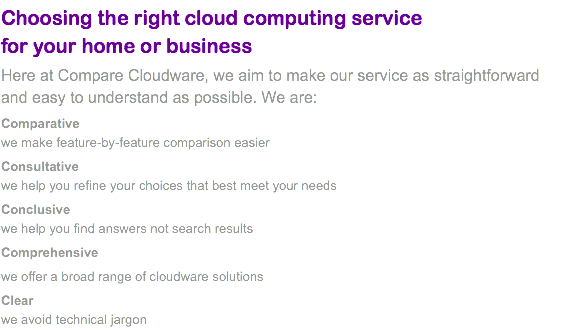 Choosing the right cloud computing service
for your home or business
Here at Compare Cloudware, we aim to make our service as straightforward
and easy to understand as possible. We are:
Comparative
we make feature-by-feature comparison easier
Consultative
we help you refine your choices that best meet your needs
Conclusive
we help you find answers not search results
Comprehensive
we offer a broad range of cloudware solutions
Clear
we avoid technical jargon